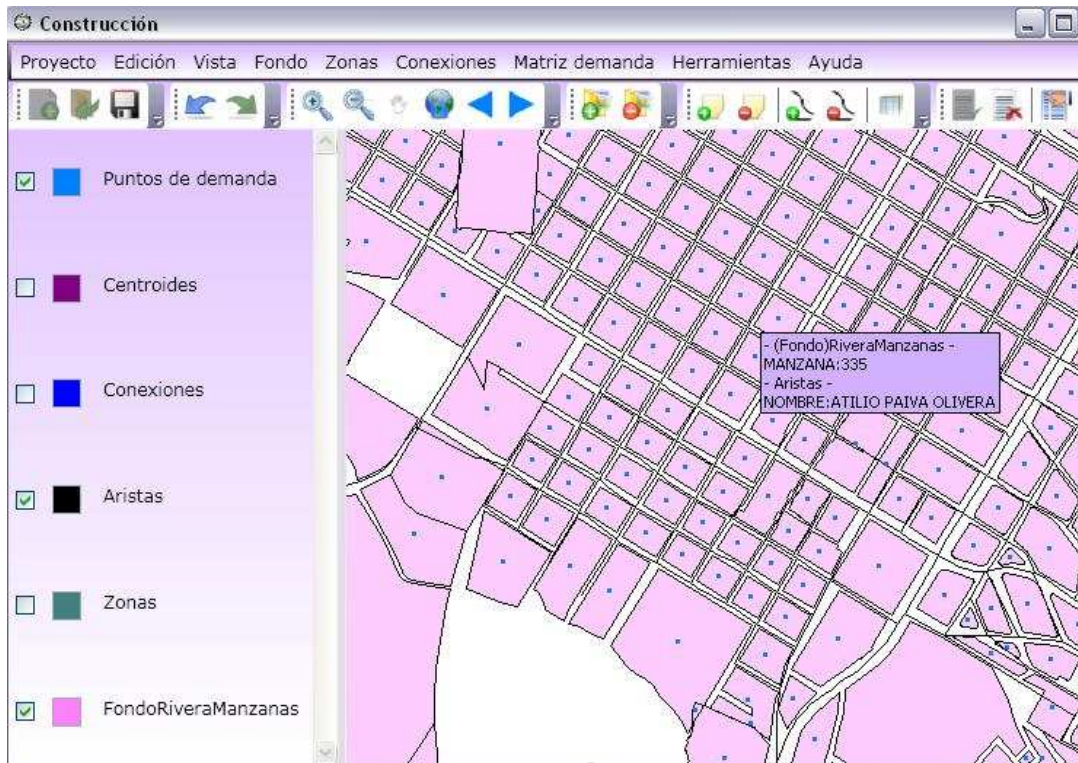 Construcción
Proyecto Edición Vista Fondo Zonas Conexiones Matriz demanda Herramientas Ayuda
Puntos de demanda
Centroides
Conexiones
Aristas
Zonas
FondoRiveraManzanas
- (Fondo)RiveraManzanas -
MANZANA:335
- Aristas -
NOMBRE:ATILIO PAIVA OLIVERA